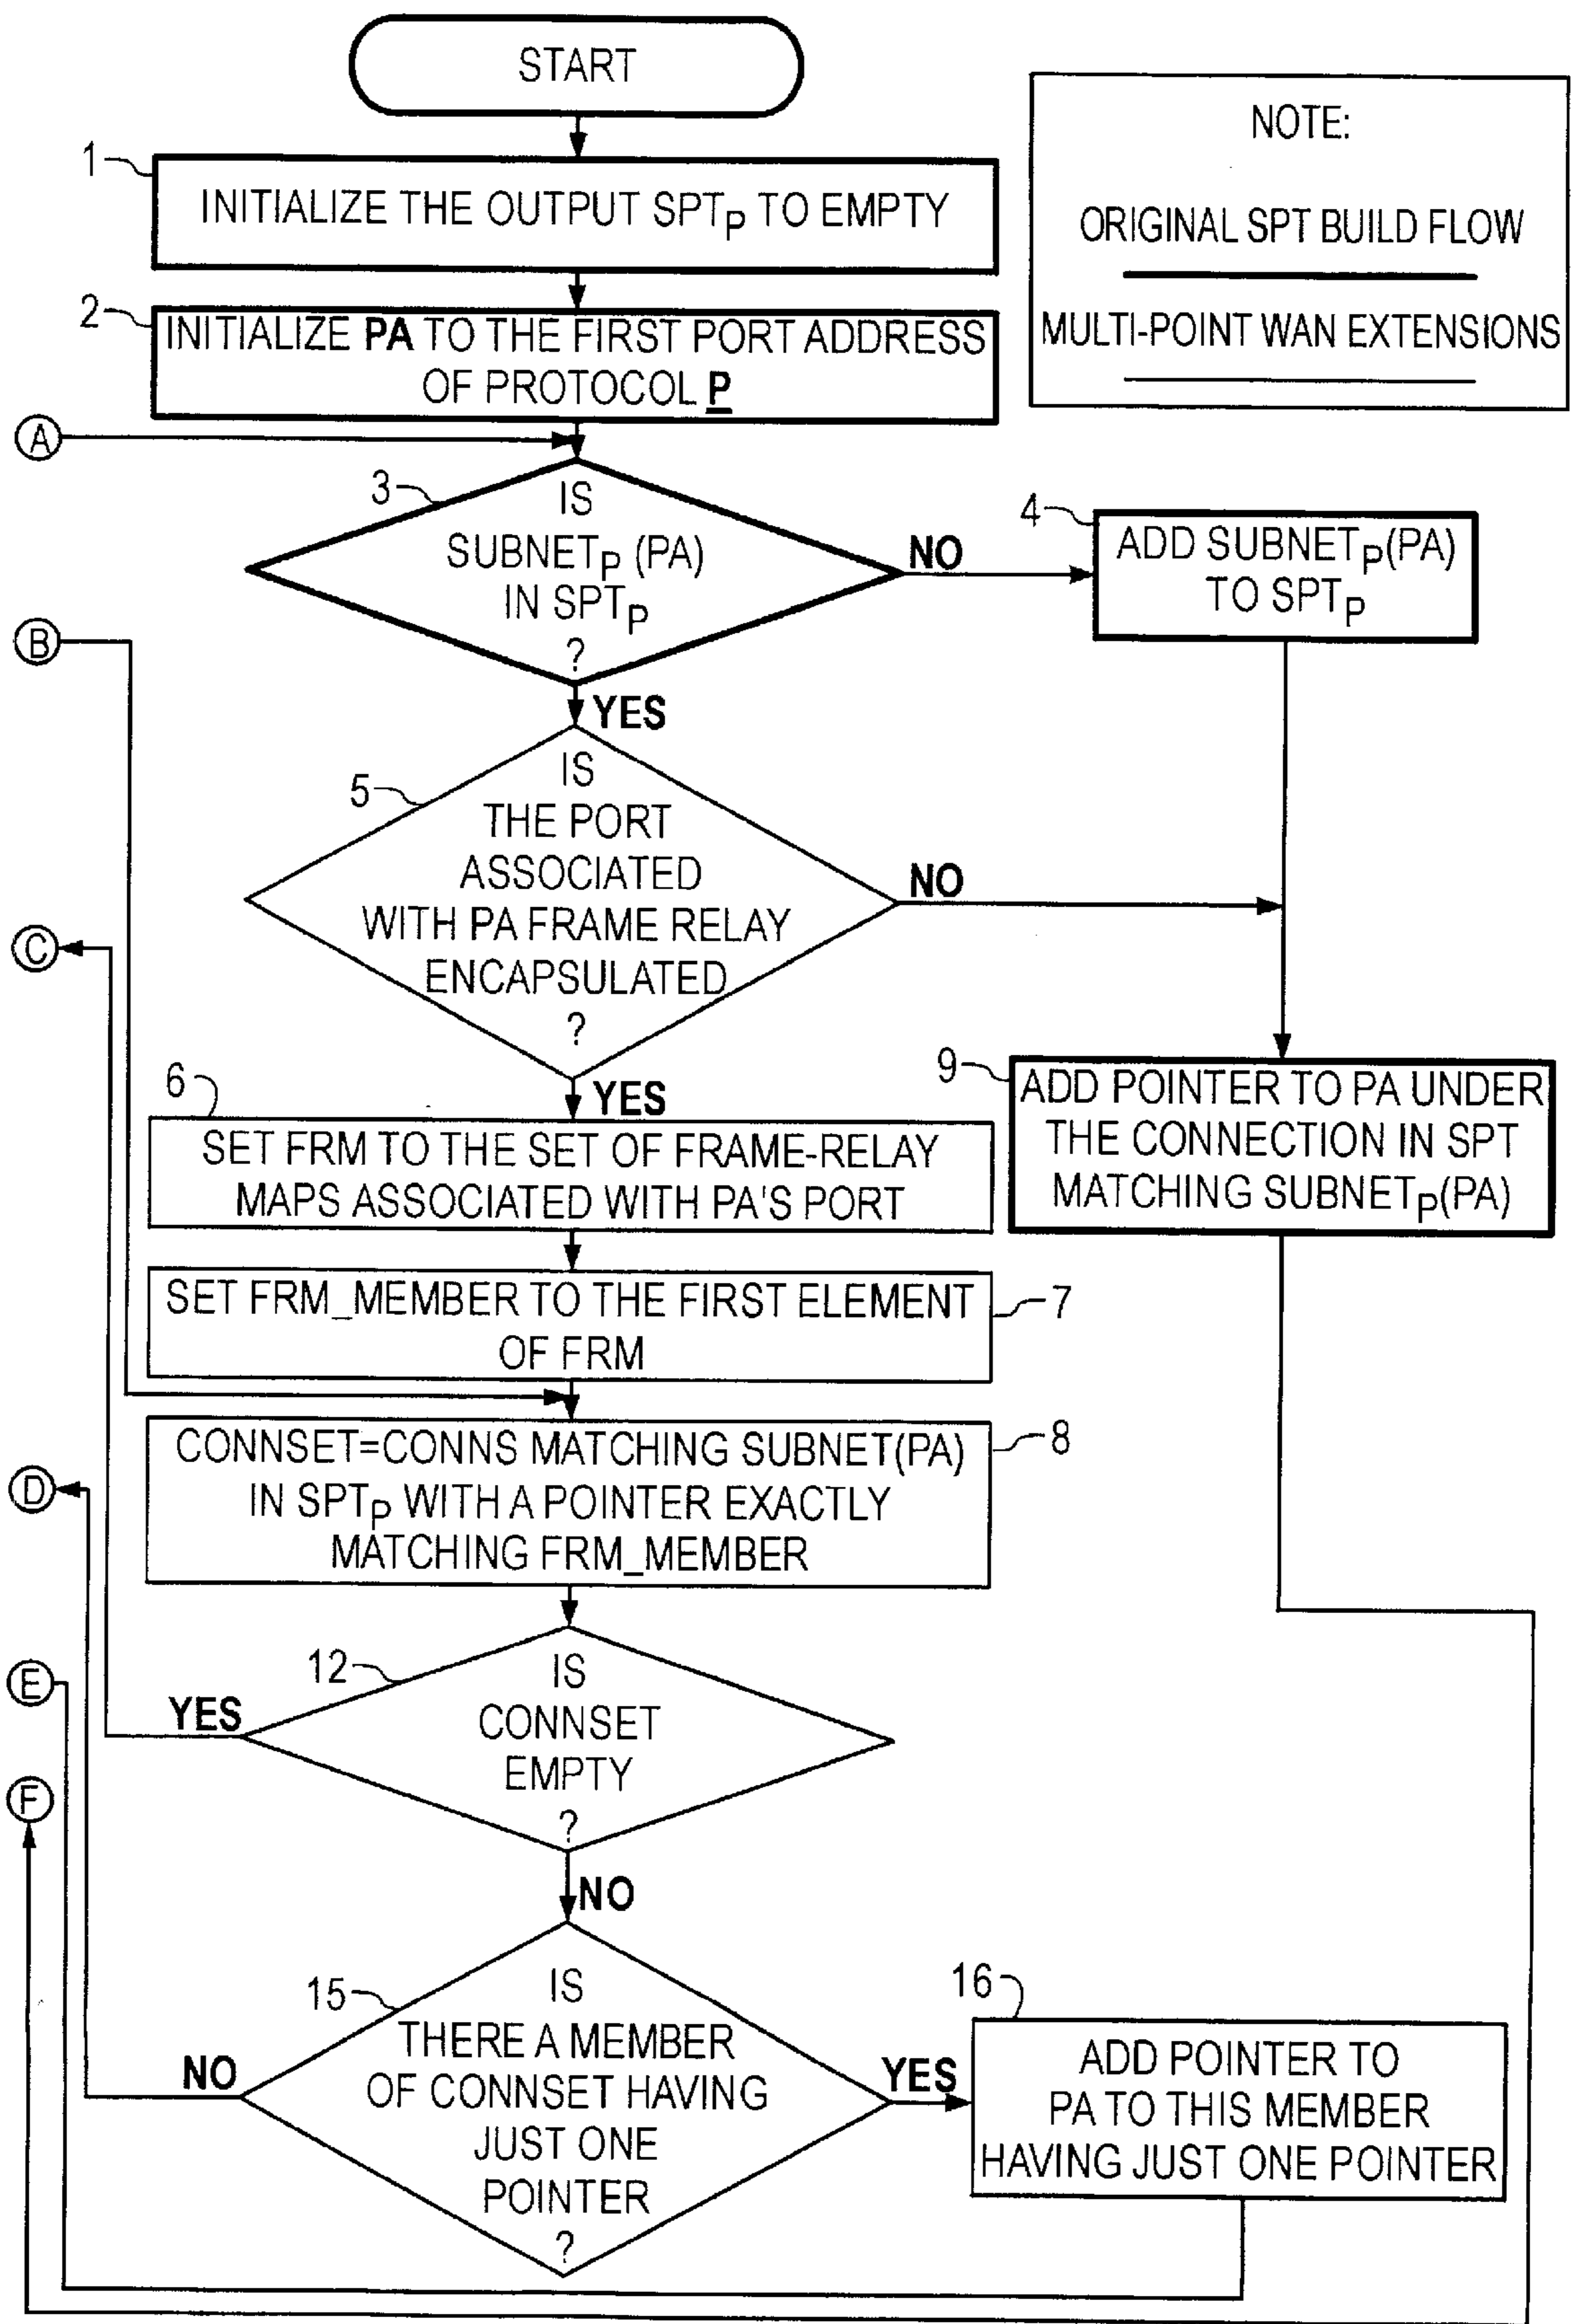 START
NOTE:
ORIGINAL SPT BUILD FLOW
MULTI-POINT WAN EXTENSIONS
1
INITIALIZE THE OUTPUT SPTP TO EMPTY
2
INITIALIZE PA TO THE FIRST PORT ADDRESS
OF PROTOCOL P
A
3
IS
SUBNETP (PA)
IN SPTP
?
NO
4
ADD SUBNETP(PA)
TO SPTP
B
YES
5
IS
THE PORT
ASSOCIATED
WITH PA FRAME RELAY
ENCAPSULATED
?
NO
C
YES
6
SET FRM TO THE SET OF FRAME-RELAY
MAPS ASSOCIATED WITH PA'S PORT
9
ADD POINTER TO PA UNDER
THE CONNECTION IN SPT
MATCHING SUBNETP(PA)
SET FRM_MEMBER TO THE FIRST ELEMENT
OF FRM
7
CONNSET=CONNS MATCHING SUBNET(PA)
IN SPTP WITH A POINTER EXACTLY
MATCHING FRM_MEMBER
8
D
12
IS
CONNSET
EMPTY
?
YES
E
F
NO
15
IS
THERE A MEMBER
OF CONNSET HAVING
JUST ONE
POINTER
?
NO
YES
16
ADD POINTER TO
PA TO THIS MEMBER
HAVING JUST ONE POINTER